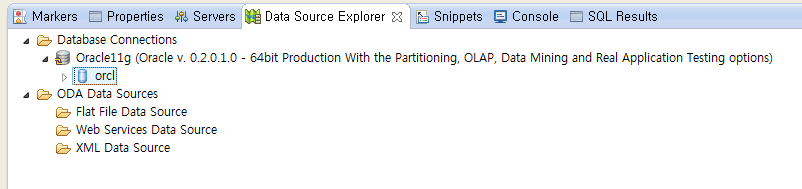 Markers Properties Servers Data Source Explorer Snippets Console SQL Results
Database Connections
Oracle11g (Oracle v. 0.2.0.1.0 - 64bit Production With the Partitioning, OLAP, Data Mining and Real Application Testing options)
orcl
ODA Data Sources
Flat File Data Source
Web Services Data Source
XML Data Source